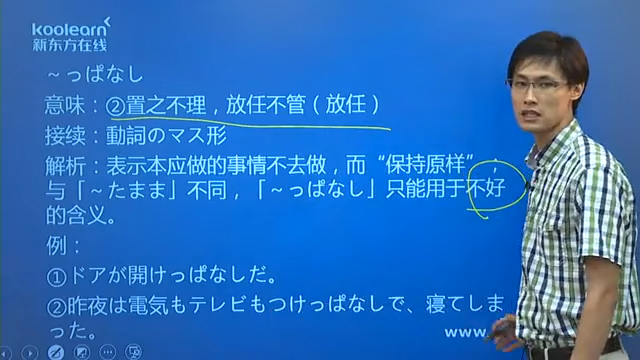 koolearn
新东方在线
～っぱなし
意味：②置之不理，放任不管（放任）
接续：動詞のマス形
解析：表示本应做的事情不去做，而“保持原样”，
与「～たまま」不同，「～っぱなし」只能用于不好
的含义。
例：
①ドアが開けっぱなしだ。
②昨夜は電気もテレビもつけっぱなしで、寝てしま
った。
www.